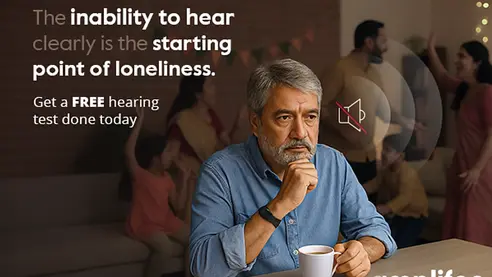 The inability to hear
clearly is the starting
point of loneliness.
Get a FREE hearing
test done today